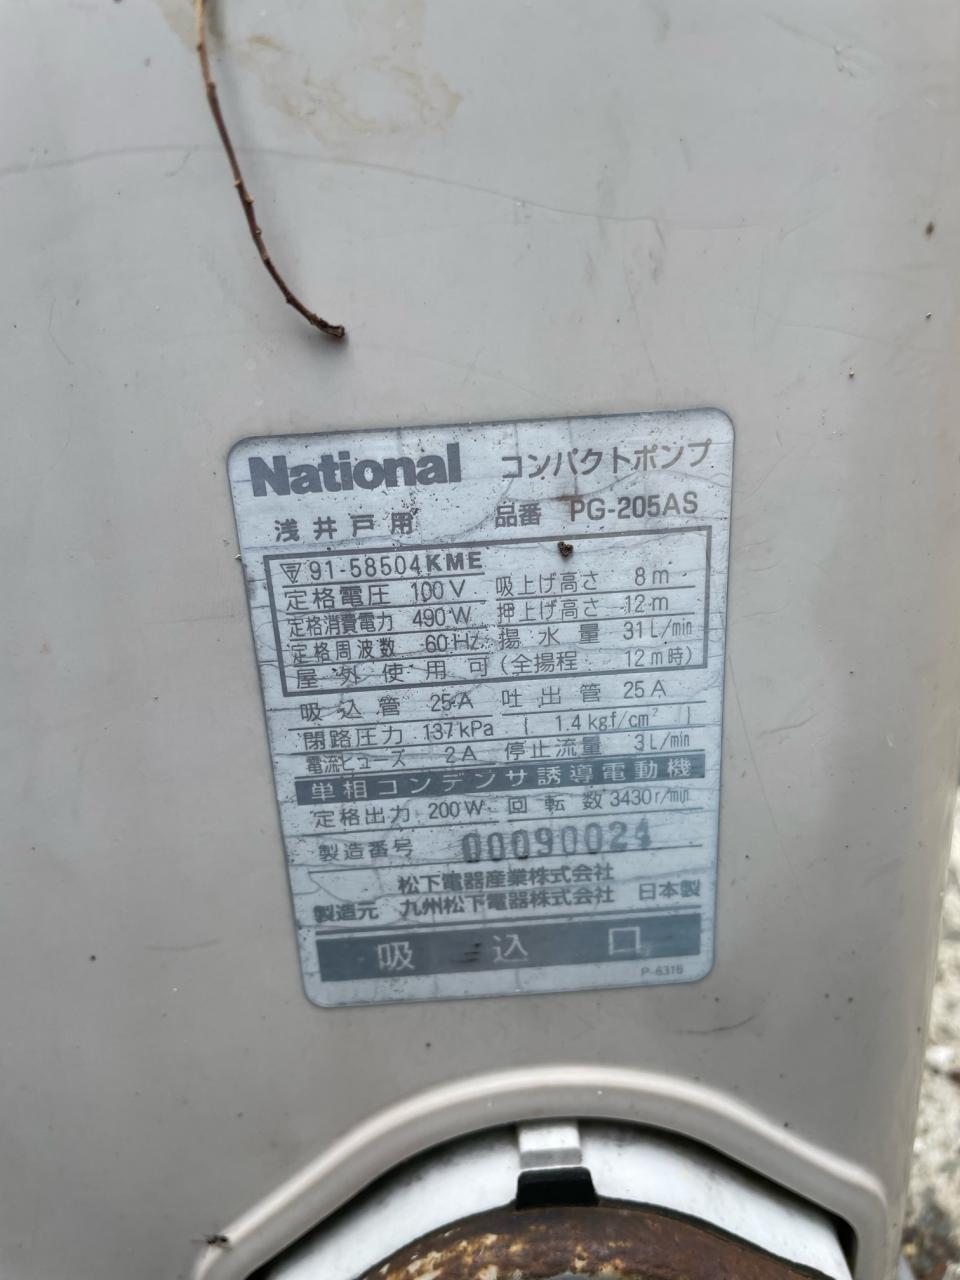 National コンパクトポンプ
浅井戸用 品番 PG-205AS
91-58504KME
定格電圧 100V 吸上げ高さ 8m
定格消費電力 490W 押上げ高さ 12m
定格周波数 60Hz 揚水量 31L/min
屋外使用可 (全揚程 12m時)
吸込管 25A 吐出管 25A
閉路圧力 137kPa { 1.4kgf/cm² }
電流ヒューズ 2A 停止流量 3L/min
単相コンデンサ誘導電動機
定格出力 200W 回転数 3430r/min
製造番号 00090024
松下電器産業株式会社
製造元 九州松下電器株式会社 日本製
吸込口
P-6316